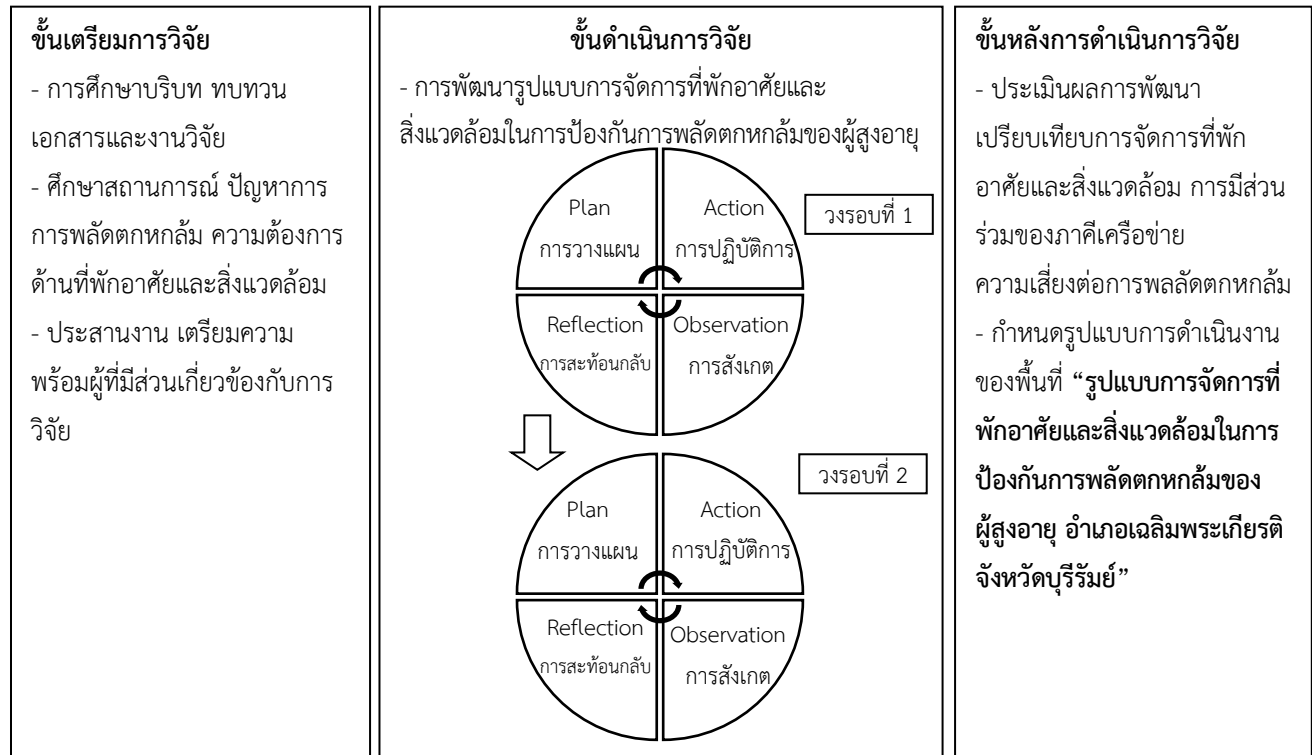 ขั้นเตรียมการวิจัย
- การศึกษาบริบท ทบทวน
เอกสารและงานวิจัย
- ศึกษาสถานการณ์ ปัญหาการ
การพลัดตกหกล้ม ความต้องการ
ด้านที่พักอาศัยและสิ่งแวดล้อม
- ประสานงาน เตรียมความ
พร้อมผู้ที่มีส่วนเกี่ยวข้องกับการ
วิจัย
ขั้นดำเนินการวิจัย
- การพัฒนารูปแบบการจัดการที่พักอาศัยและ
สิ่งแวดล้อมในการป้องกันการพลัดตกหกล้มของผู้สูงอายุ
วงรอบที่ 1
Plan
การวางแผน
Action
การปฏิบัติการ
Reflection
การสะท้อนกลับ
Observation
การสังเกต
วงรอบที่ 2
Plan
การวางแผน
Action
การปฏิบัติการ
Reflection
การสะท้อนกลับ
Observation
การสังเกต
ขั้นหลังการดำเนินการวิจัย
- ประเมินผลการพัฒนา
เปรียบเทียบการจัดการที่พัก
อาศัยและสิ่งแวดล้อม การมีส่วน
ร่วมของภาคีเครือข่าย
ความเสี่ยงต่อการพลลัดตกหกล้ม
- กำหนดรูปแบบการดำเนินงาน
ของพื้นที่ “รูปแบบการจัดการที่
พักอาศัยและสิ่งแวดล้อมในการ
ป้องกันการพลัดตกหกล้มของ
ผู้สูงอายุ อำเภอเฉลิมพระเกียรติ
จังหวัดบุรีรัมย์”